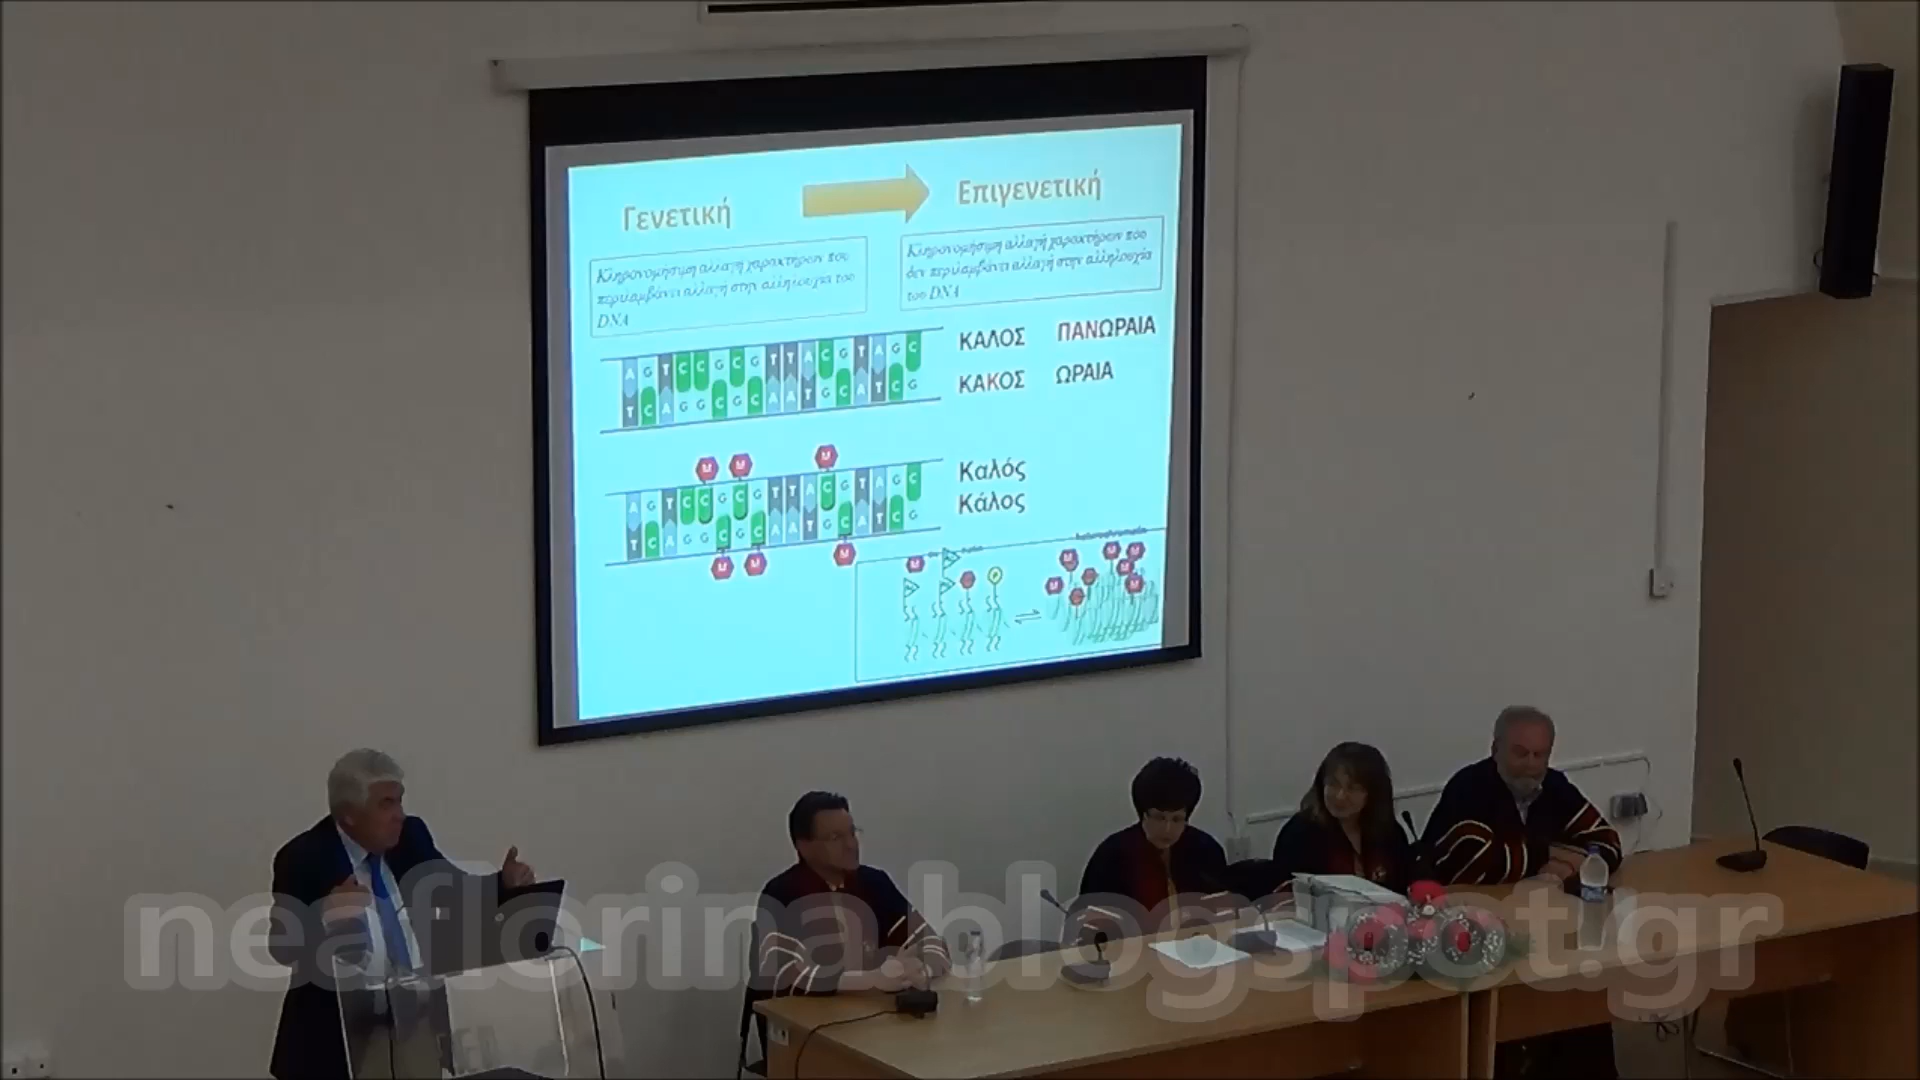 Γενετική
Επιγενετική
Κληρονομήσιμη αλλαγή χαρακτήρων που
περιλαμβάνει αλλαγή στην αλληλουχία του
DNA
Κληρονομήσιμη αλλαγή χαρακτήρων που
δεν περιλαμβάνει αλλαγή στην αλληλουχία
του DNA
A G T C C G C G T T A C G T A G C
T C A G G C G C A A T G C A T C G
ΚΑΛΟΣ ΠΑΝΩΡΑΙΑ
ΚΑΚΟΣ ΩΡΑΙΑ
M M M
A G T C C G C G T T A C G T A G C
T C A G G C G C A A T G C A T C G
M M M
Καλός
Κάλος
neaflorina.blogspot.gr